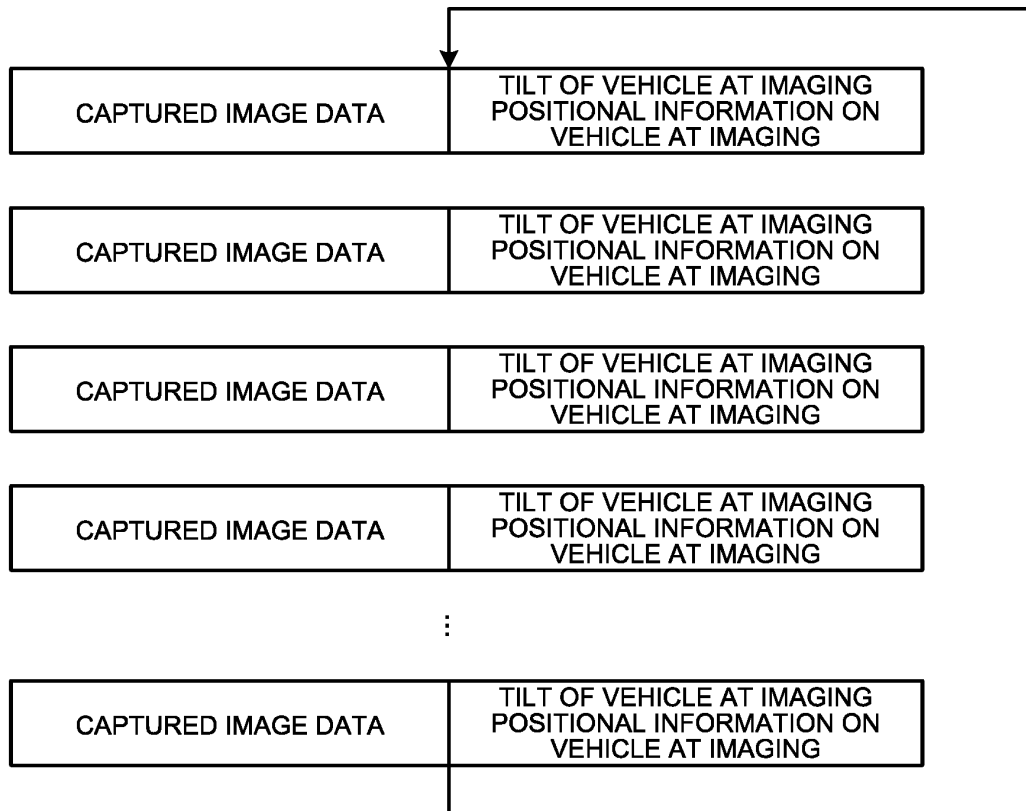 CAPTURED IMAGE DATA
TILT OF VEHICLE AT IMAGING
POSITIONAL INFORMATION ON
VEHICLE AT IMAGING
CAPTURED IMAGE DATA
TILT OF VEHICLE AT IMAGING
POSITIONAL INFORMATION ON
VEHICLE AT IMAGING
CAPTURED IMAGE DATA
TILT OF VEHICLE AT IMAGING
POSITIONAL INFORMATION ON
VEHICLE AT IMAGING
CAPTURED IMAGE DATA
TILT OF VEHICLE AT IMAGING
POSITIONAL INFORMATION ON
VEHICLE AT IMAGING
⋮
CAPTURED IMAGE DATA
TILT OF VEHICLE AT IMAGING
POSITIONAL INFORMATION ON
VEHICLE AT IMAGING